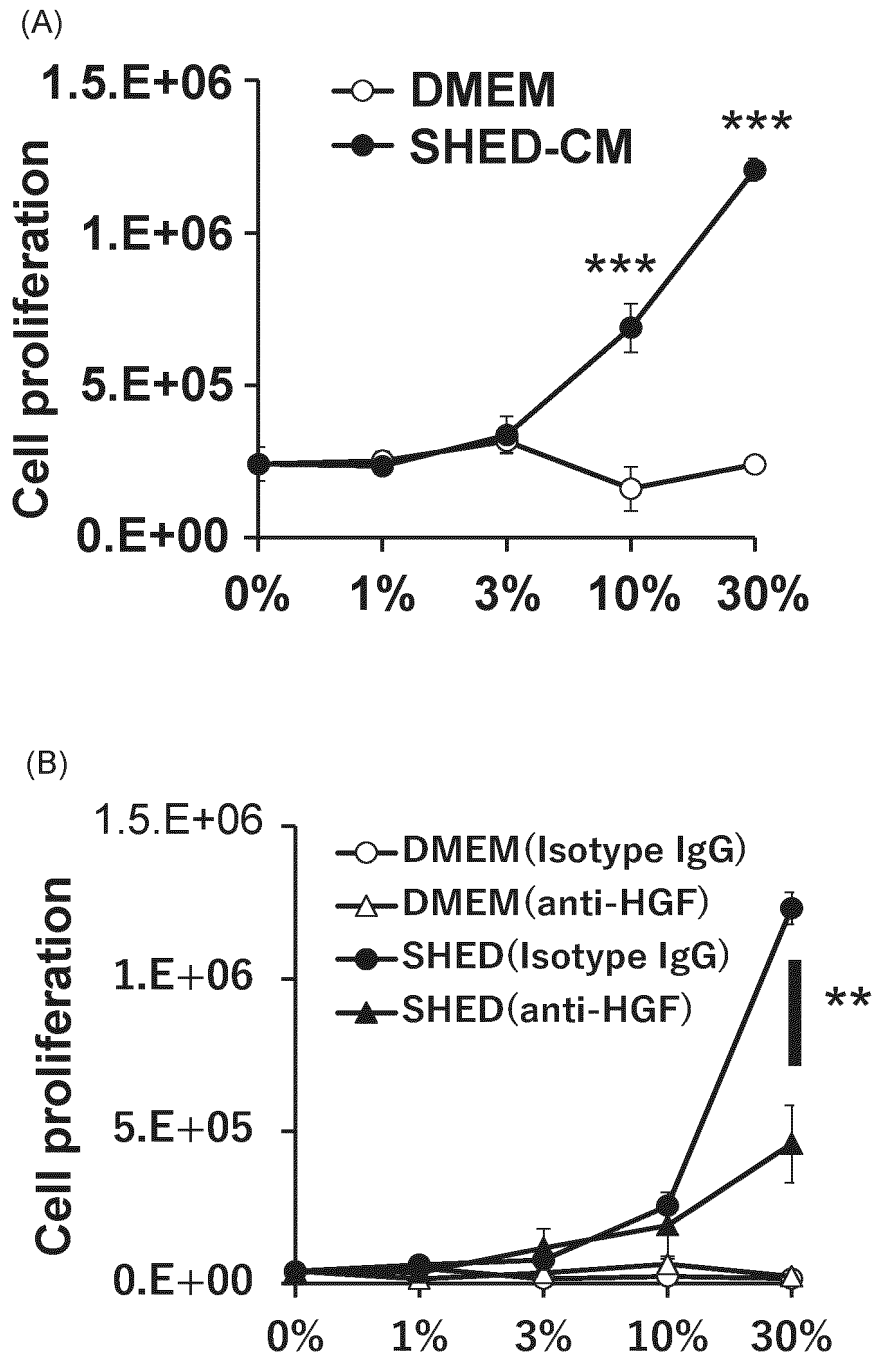 (A)
1.5.E+06
1.E+06
5.E+05
0.E+00
Cell proliferation
DMEM
SHED-CM
***
***
0% 1% 3% 10% 30%
(B)
1.5.E+06
1.E+06
5.E+05
0.E+00
Cell proliferation
DMEM(Isotype IgG)
DMEM(anti-HGF)
SHED(Isotype IgG)
SHED(anti-HGF)
**
0% 1% 3% 10% 30%